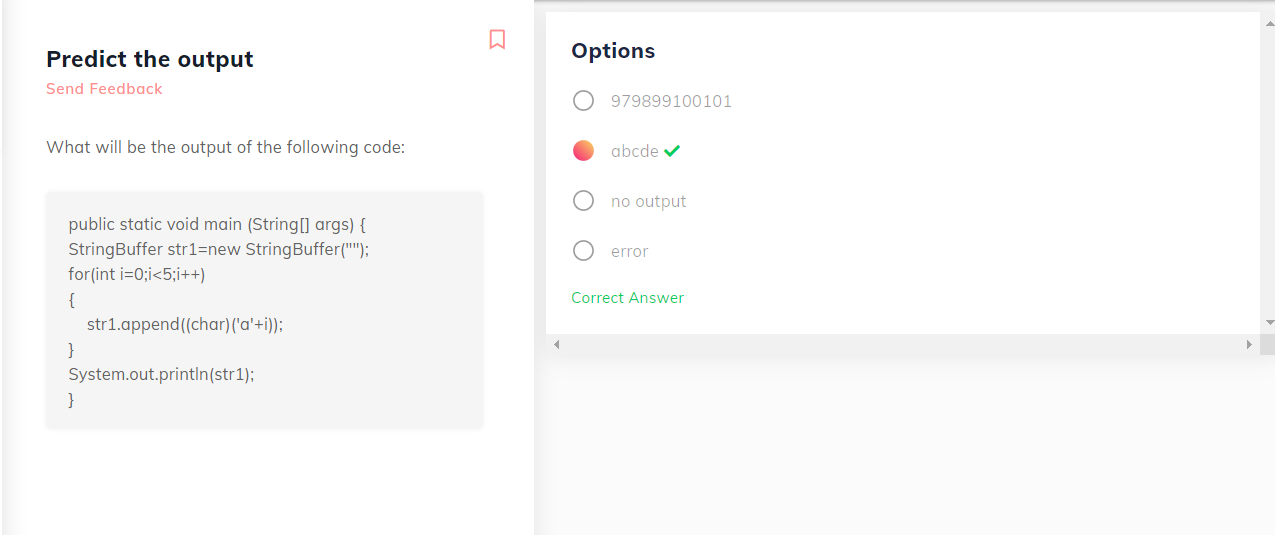 Predict the output
Send Feedback
What will be the output of the following code:
public static void main (String[] args) {
StringBuffer str1=new StringBuffer("");
for(int i=0;i<5;i++)
{
    str1.append((char)('a'+i));
}
System.out.println(str1);
}
Options
979899100101
abcde
no output
error
Correct Answer